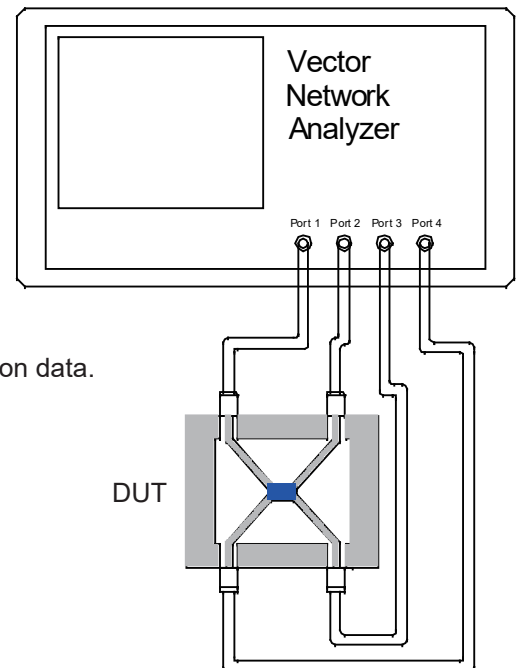 Vector
Network
Analyzer
Port 1 Port 2 Port 3 Port 4
on data.
DUT